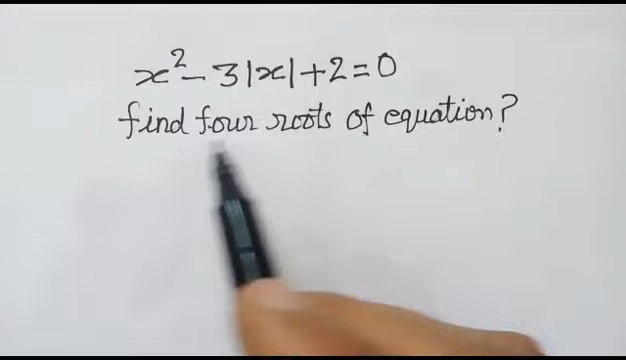 x² - 3|x| + 2 = 0
find four roots of equation?